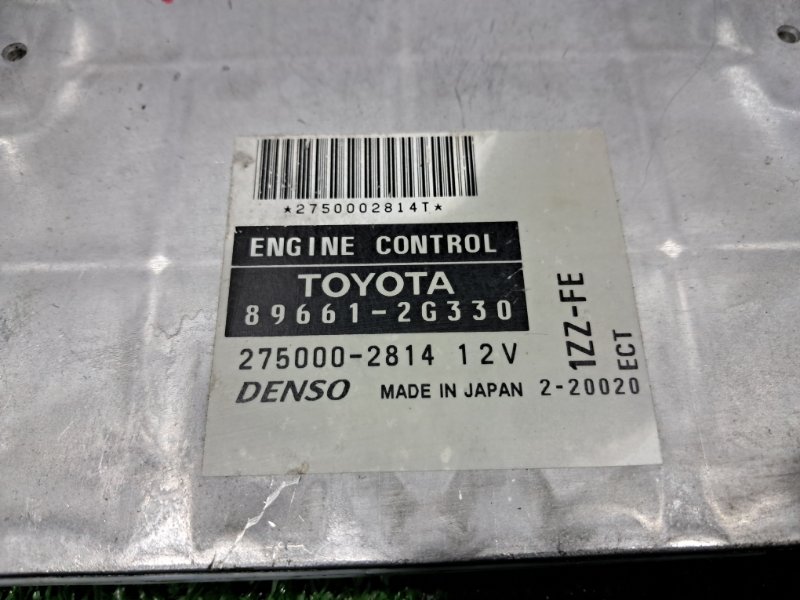 *2750002814T*
ENGINE CONTROL
TOYOTA
89661-2G330
275000-2814 12V
DENSO MADE IN JAPAN 2-20020
1ZZ-FE
ECT